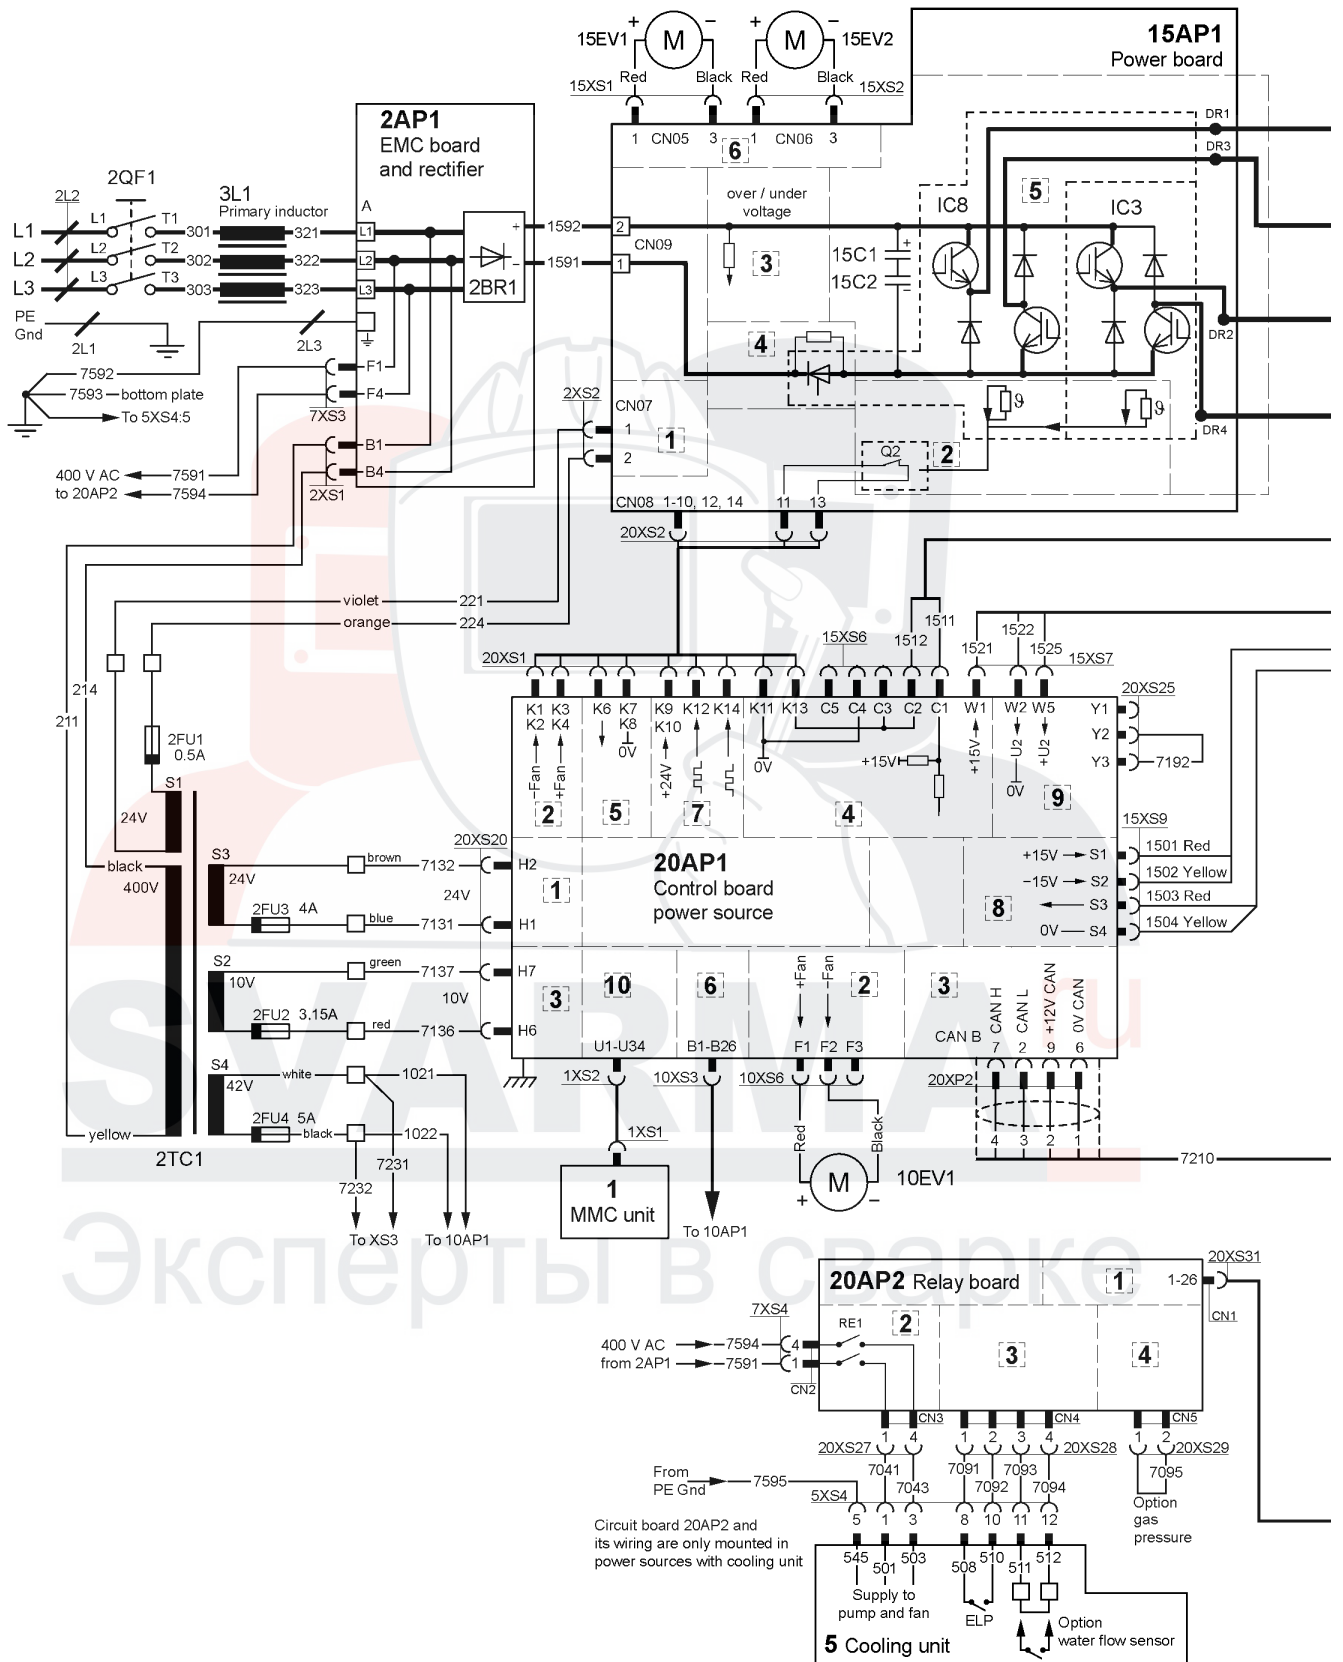 15AP1
Power board
15EV1 + M − + M − 15EV2
Red Black Red Black
15XS1 15XS2
1 CN05 3 1 CN06 3
6
DR1
DR3
2AP1
EMC board
and rectifier
2QF1
2L2
3L1
Primary inductor
A
L1 L1 T1 301 321 L1
L2 L2 T2 302 322 L2
L3 L3 T3 303 323 L3
+
−
2BR1
1592 2
CN09
1591 1
over / under
voltage
3
15C1
15C2
+
−
IC8
5
IC3
DR2
DR4
PE
Gnd
2L1
2L3
7592
7593 bottom plate
To 5XS4:5
F1
F4
7XS3
B1
B4
2XS1
400 V AC 7591
to 20AP2 7594
2XS2
CN07
1
2
1
4
Q2
2
ϑ
ϑ
CN08 1-10, 12, 14 11 13
20XS2
violet 221
orange 224
214
211
1512
1511
1521
1522
1525
20XS1 15XS6 15XS7
K1 K3 K6 K7 K9 K12 K14 K11 K13 C5 C4 C3 C2 C1 W1 W2 W5
K2 K4 K8 K10
0V
−Fan
+Fan
+24V
0V
+15V
+15V
U2
0V
+U2
2 5 7 4 9
20XS25
Y1
Y2
Y3 7192
2FU1
0.5A
S1
24V
black
400V
yellow
2TC1
S3
24V
brown 7132
2FU3 4A
blue 7131
24V
20XS20
H2
H1
1
20AP1
Control board
power source
8
15XS9
+15V S1 1501 Red
−15V S2 1502 Yellow
S3 1503 Red
0V S4 1504 Yellow
S2
10V
green 7137
2FU2 3,15A
red 7136
10V
H7
H6
3
10
6
+Fan
−Fan
2
3
CAN H
CAN L
+12V CAN
0V CAN
CAN B
7 2 9 6
U1-U34
B1-B26
F1 F2 F3
1XS2 10XS3 10XS6 20XP2
S4
42V
white 1021
2FU4 5A
black 1022
7231
7232
To XS3 To 10AP1
1XS1
1
MMC unit
To 10AP1
Red
Black
+ M −
10EV1
4 3 2 1
7210
SVARMA.ru
Эксперты в сварке
20AP2 Relay board
1
1-26
20XS31
CN1
7XS4
RE1
2
3
4
400 V AC 7594 4
from 2AP1 7591 1
CN2
CN3 CN4 CN5
1 4 1 2 3 4 1 2
20XS27 20XS28 20XS29
7041
7043
7091
7092
7093
7094
7095
From
PE Gnd
7595
5XS4
Option
gas
pressure
5 1 3 8 10 11 12
Circuit board 20AP2 and
its wiring are only mounted in
power sources with cooling unit
545 501 503 508 510 511 512
Supply to
pump and fan
ELP
Option
water flow sensor
5 Cooling unit